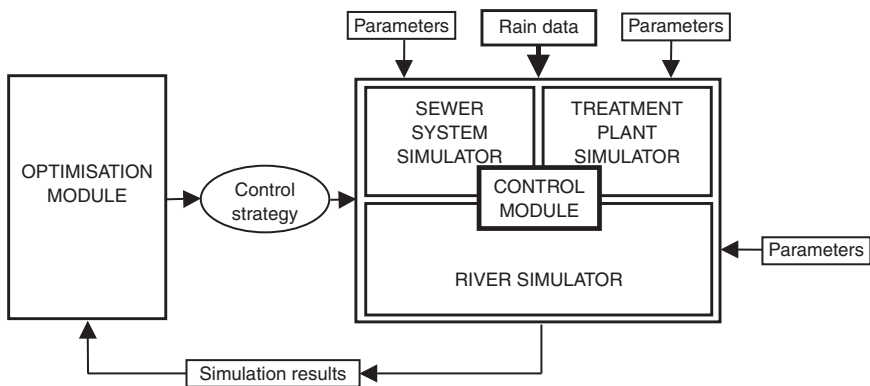 Parameters
Rain data
Parameters
SEWER
SYSTEM
SIMULATOR
TREATMENT
PLANT
SIMULATOR
OPTIMISATION
MODULE
Control
strategy
CONTROL
MODULE
Parameters
RIVER SIMULATOR
Simulation results